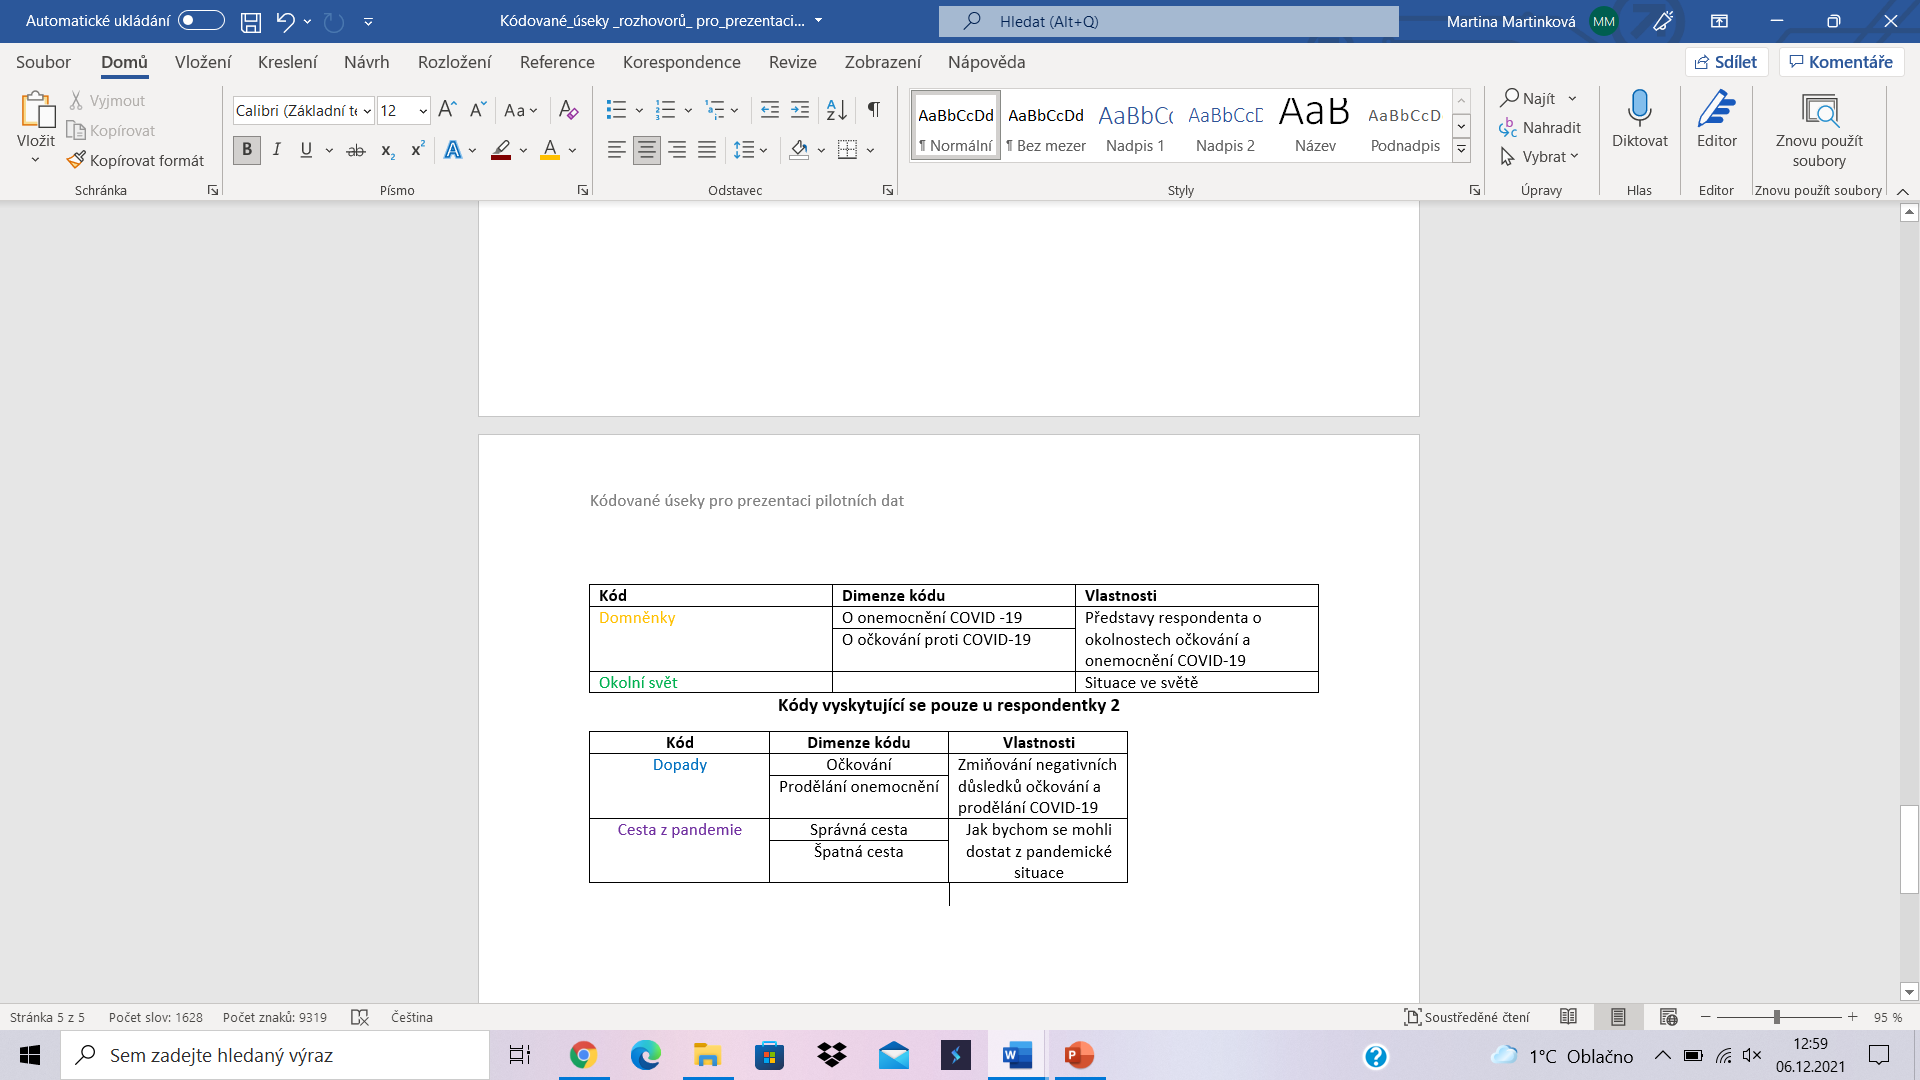 Automatické ukládání
Kódované_úseky _rozhovorů_ pro_prezentaci...
Hledat (Alt+Q)
Martina Martinková
MM
Soubor
Domů
Vložení
Kreslení
Návrh
Rozložení
Reference
Korespondence
Revize
Zobrazení
Nápověda
Sdílet
Komentáře
Vložit
Vyjmout
Kopírovat
Kopírovat formát
Schránka
Calibri (Základní te
12
Písmo
Odstavec
AaBbCcDd
¶ Normální
AaBbCcDd
¶ Bez mezer
AaBbCc
Nadpis 1
AaBbCcD
Nadpis 2
AaB
Název
AaBbCcD
Podnadpis
Styly
Najít
Nahradit
Vybrat
Úpravy
Diktovat
Hlas
Editor
Editor
Znovu použít
soubory
Znovu použít soubory
Kódované úseky pro prezentaci pilotních dat
Kód Dimenze kódu Vlastnosti
Domněnky O onemocnění COVID -19 Představy respondenta o
O očkování proti COVID-19 okolnostech očkování a
onemocnění COVID-19
Okolní svět Situace ve světě
Kódy vyskytující se pouze u respondentky 2
Kód Dimenze kódu Vlastnosti
Dopady Očkování Zmiňování negativních
Prodělání onemocnění důsledků očkování a
prodělání COVID-19
Cesta z pandemie Správná cesta Jak bychom se mohli
Špatná cesta dostat z pandemické
situace
Stránka 5 z 5
Počet slov: 1628
Počet znaků: 9319
Čeština
Soustředěné čtení
95 %
Sem zadejte hledaný výraz
1°C Oblačno
12:59
06.12.2021